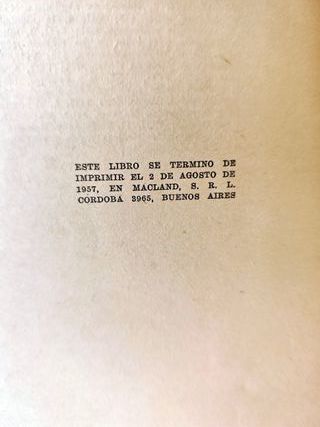 ESTE LIBRO SE TERMINO DE
IMPRIMIR EL 2 DE AGOSTO DE
1957, EN MACLAND, S. R. L.
CORDOBA 3965, BUENOS AIRES